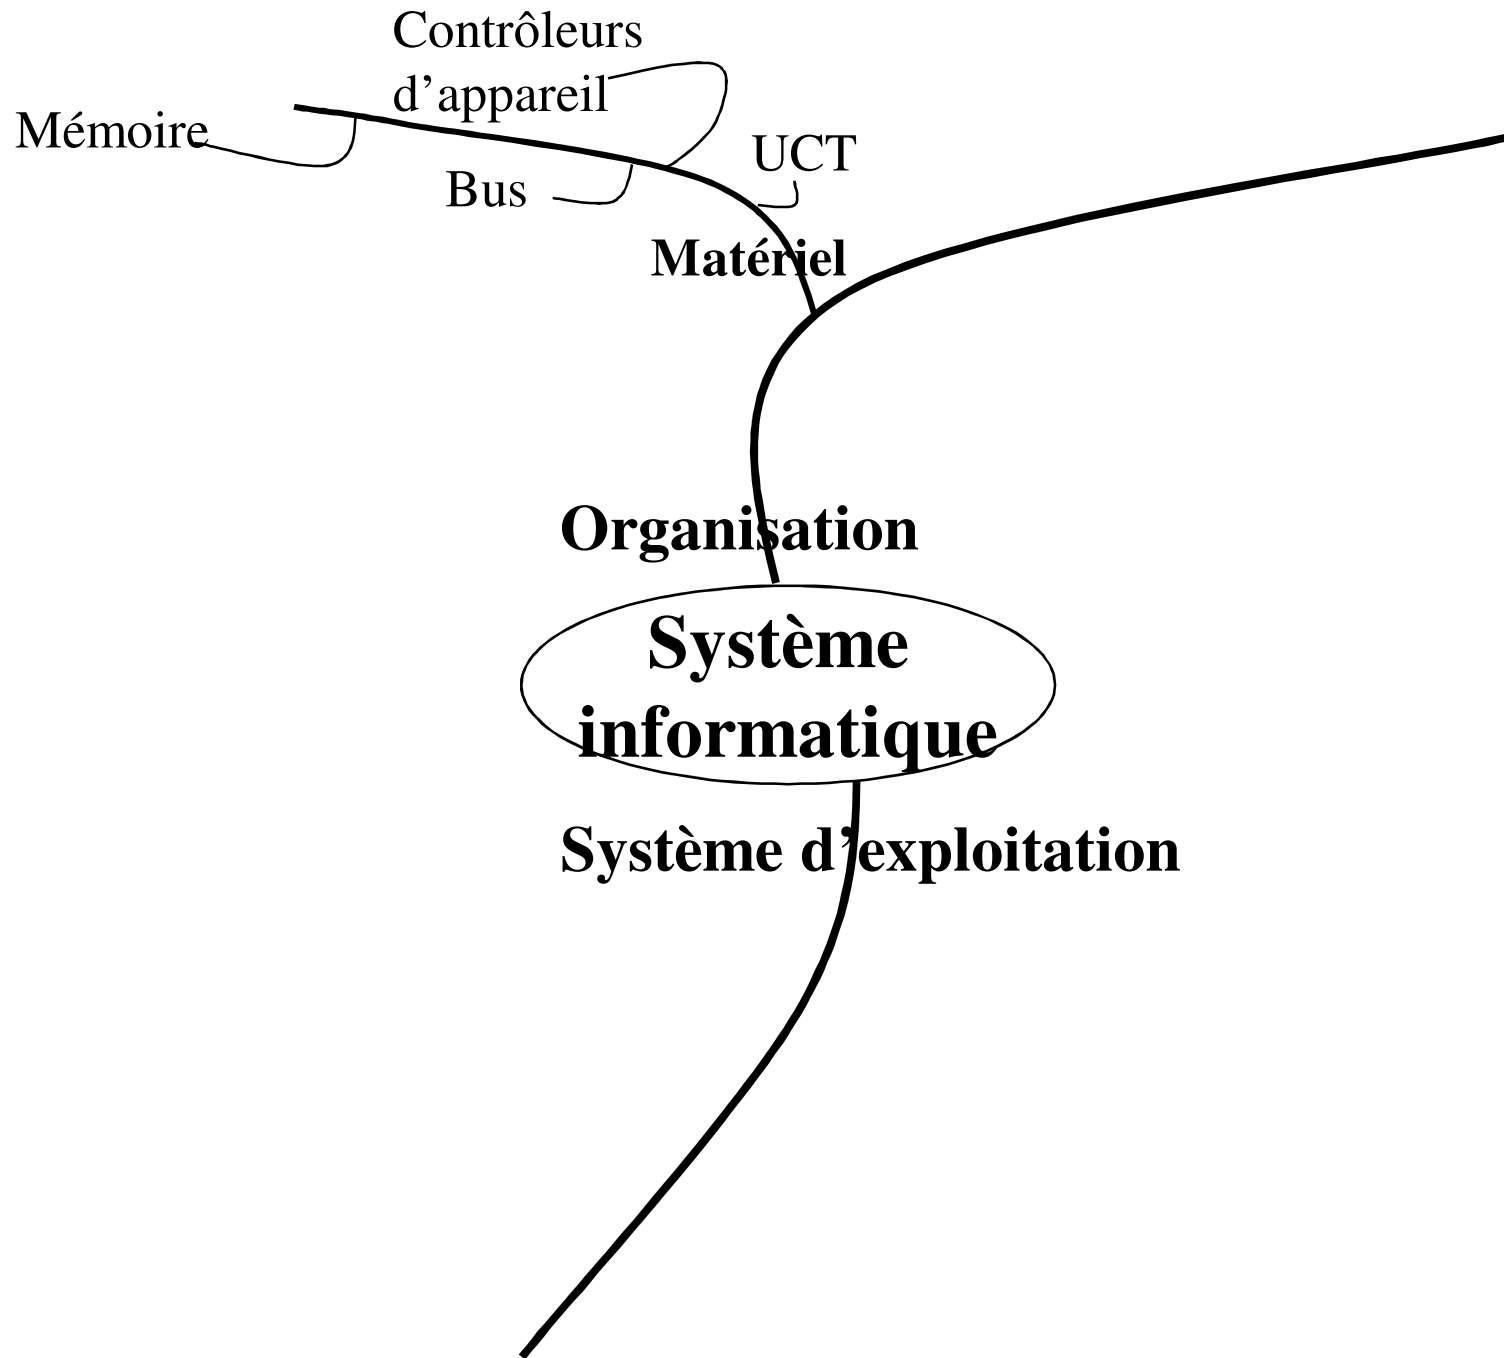 Contrôleurs
d’appareil
Mémoire
UCT
Bus
Matériel
Organisation
Système
informatique
Système d’exploitation